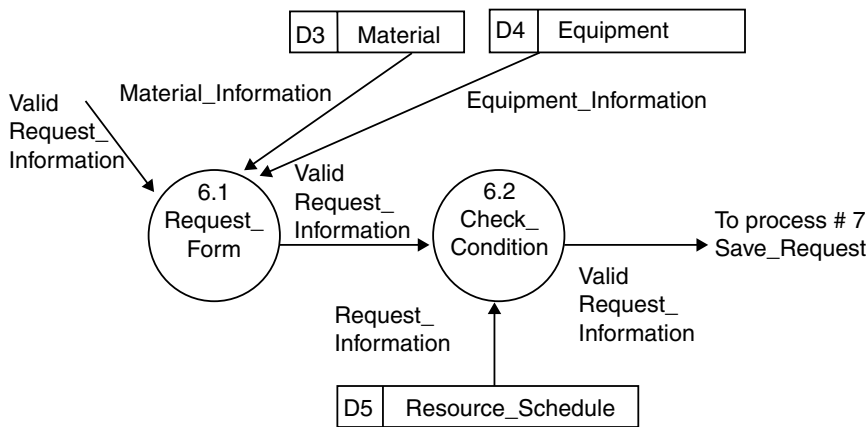 D3 Material
D4 Equipment
Material_Information
Equipment_Information
Valid
Request_
Information
6.1
Request_
Form
Valid
Request_
Information
6.2
Check_
Condition
To process # 7
Save_Request
Valid
Request_
Information
Request_
Information
D5 Resource_Schedule